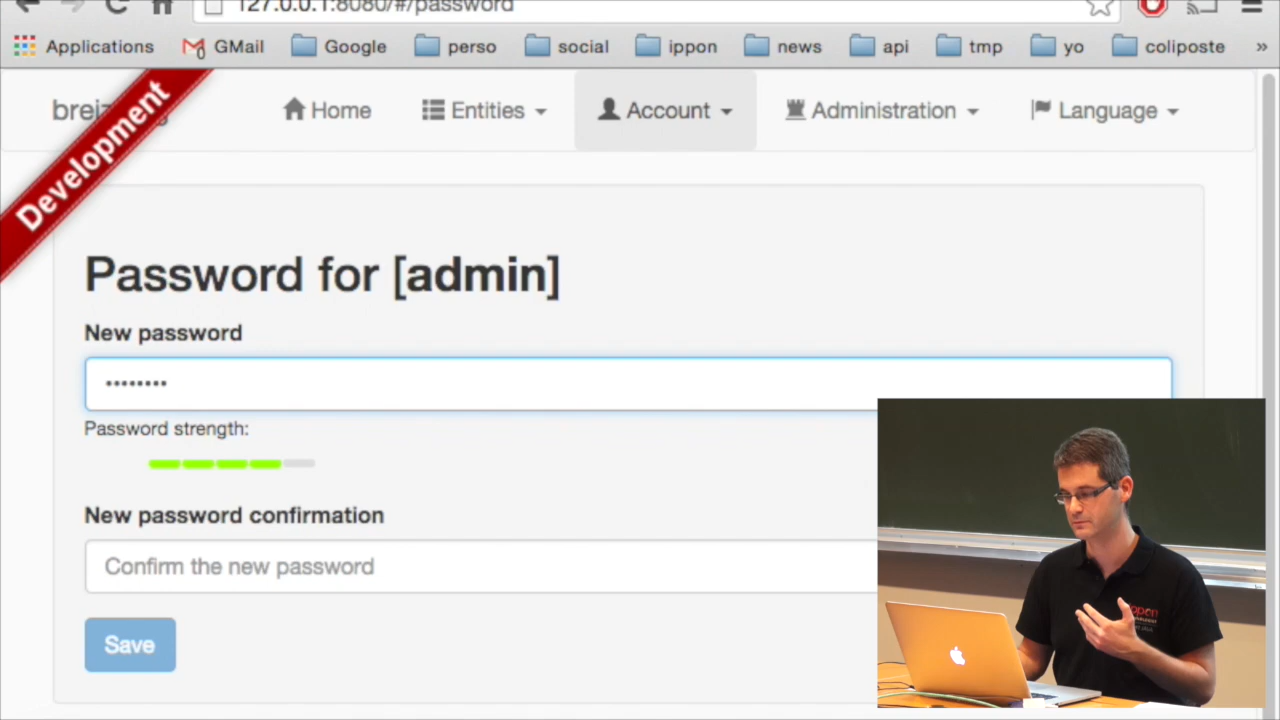 127.0.0.1:8080/#/password
Applications GMail Google perso social ippon news api tmp yo coliposte »
Development
Home Entities Account Administration Language
Password for [admin]
New password
••••••••
Password strength:
New password confirmation
Confirm the new password
Save